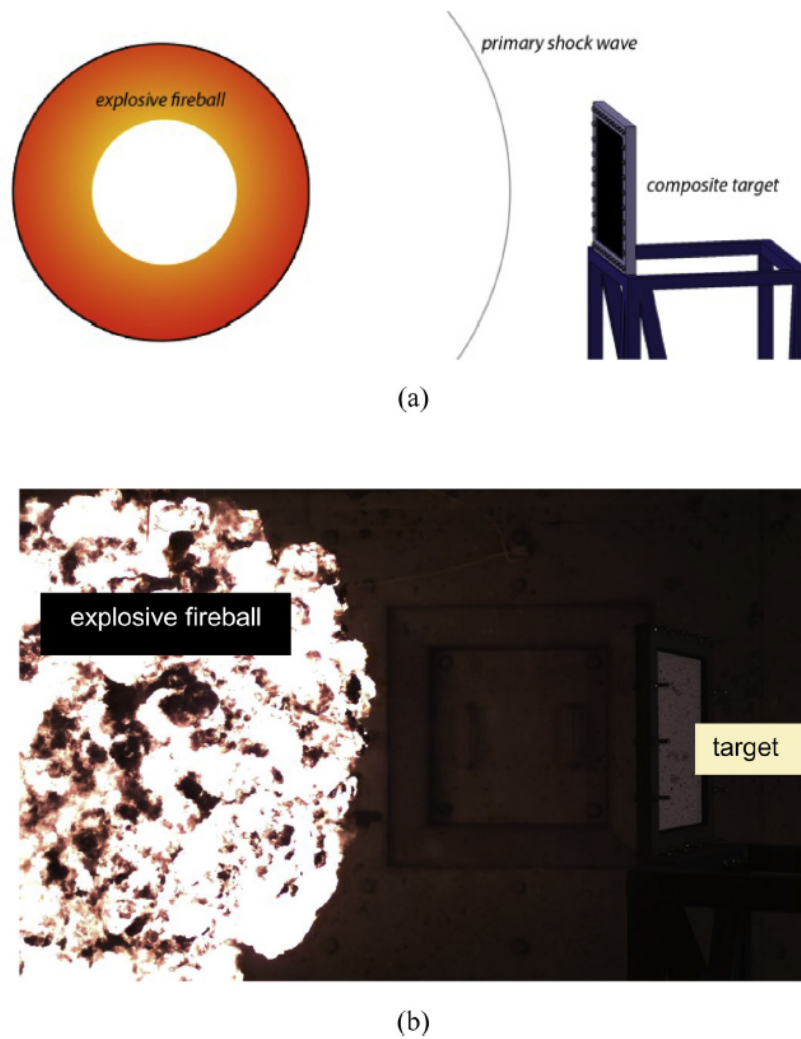 explosive fireball
primary shock wave
composite target
(a)
explosive fireball
target
(b)